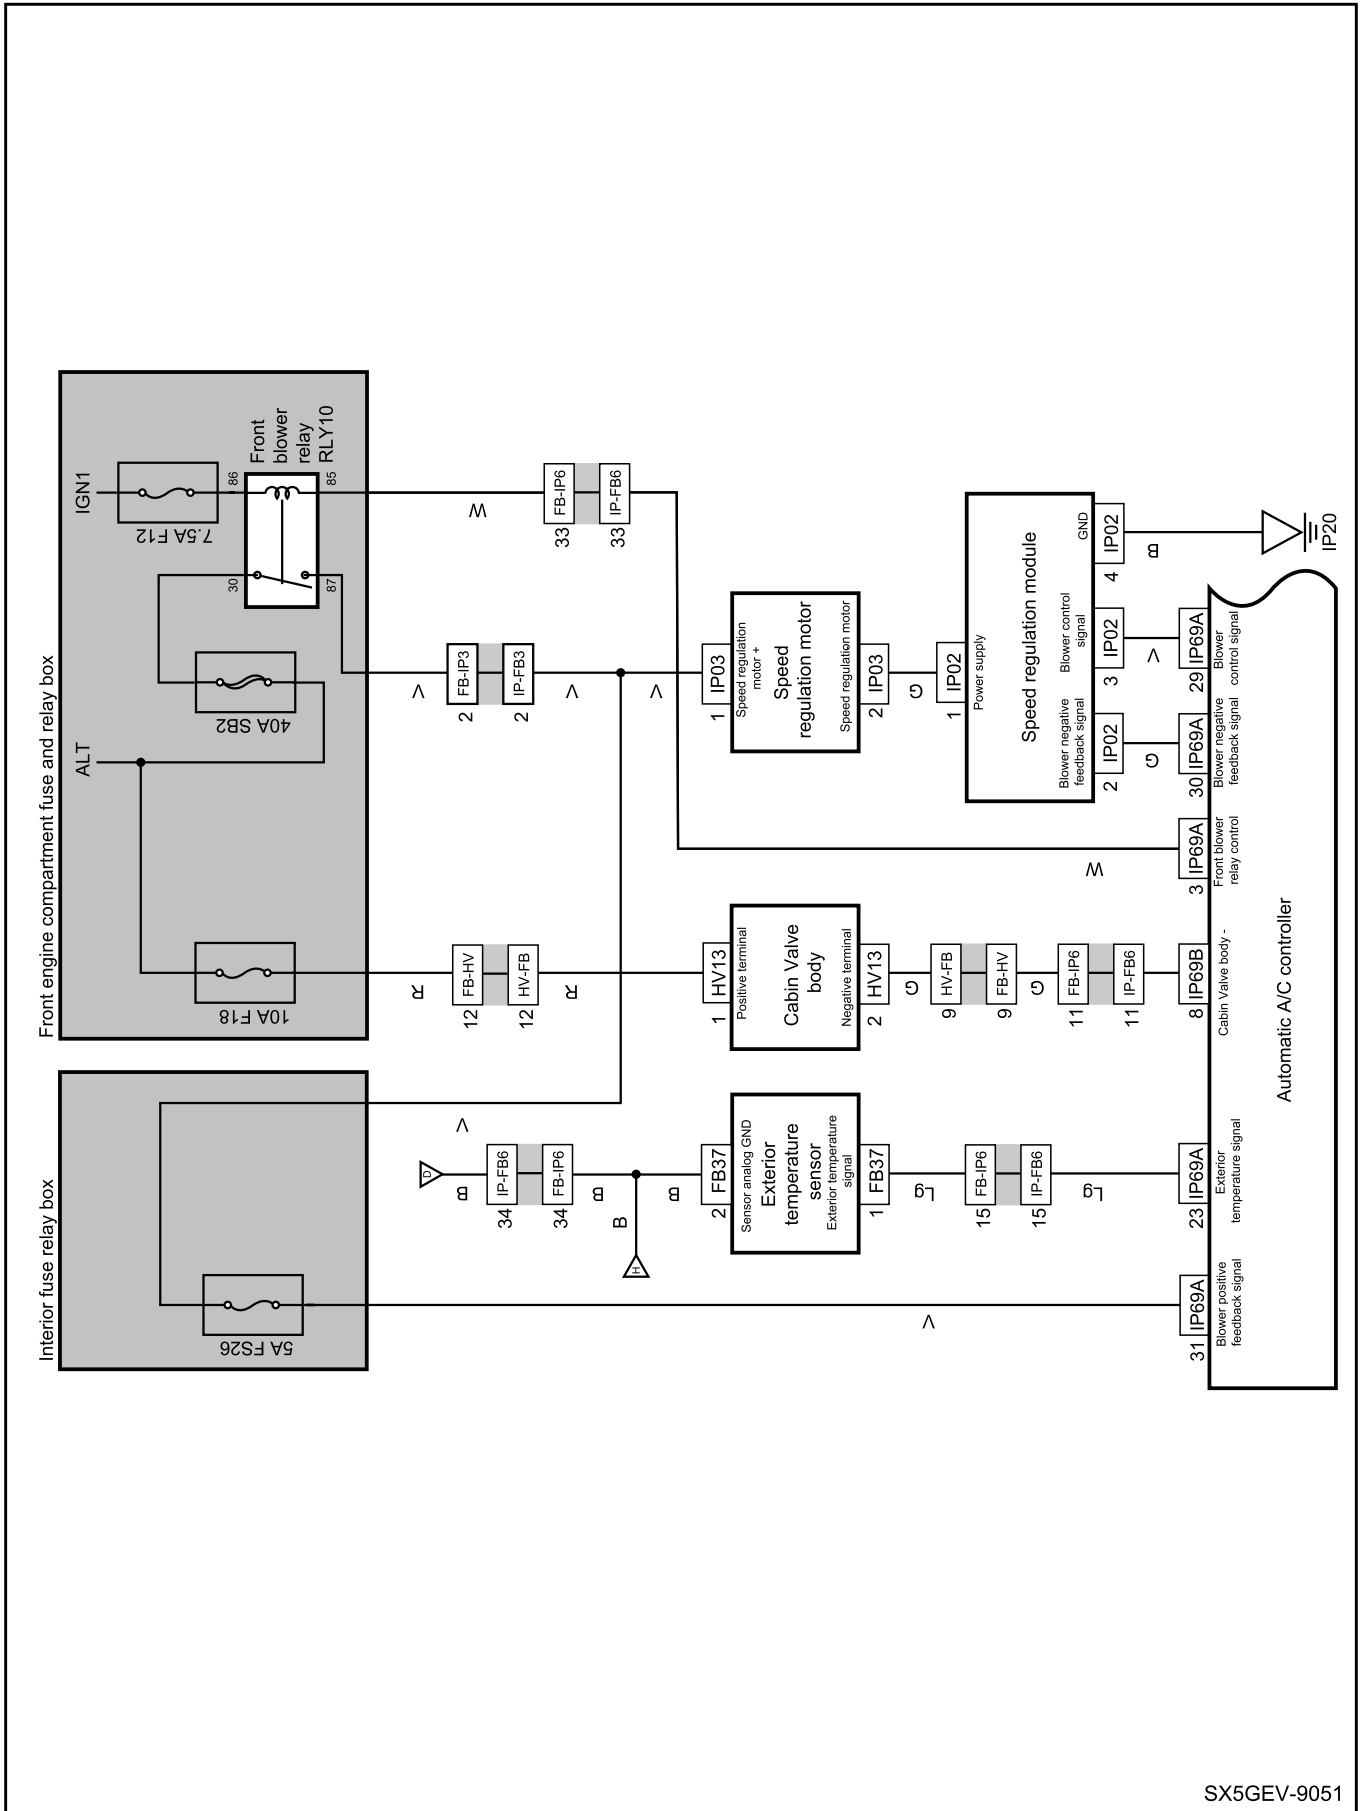 Front engine compartment fuse and relay box
IGN1
7.5A F12
86
85
30
87
Front
blower
relay
RLY10
40A SB2
ALT
10A F18
Interior fuse relay box
5A FS26
W
33 FB-IP6
33 IP-FB6
W
V
2 FB-IP3
2 IP-FB3
V
V
1 IP03
Speed regulation
motor +
Speed
regulation motor
Speed regulation motor
2 IP03
G
1 IP02
Power supply
Speed regulation module
GND
4 IP02
B
IP20
Blower control
signal
3 IP02
V
Blower negative
feedback signal
2 IP02
G
R
12 FB-HV
12 HV-FB
R
1 HV13
Positive terminal
Cabin Valve
body
Negative terminal
2 HV13
G
9 HV-FB
9 FB-HV
G
11 FB-IP6
11 IP-FB6
V
D
B
34 IP-FB6
34 FB-IP6
B
B
H
B
2 FB37
Sensor analog GND
Exterior
temperature
sensor
Exterior temperature
signal
1 FB37
Lg
15 FB-IP6
15 IP-FB6
Lg
V
29 IP69A
Blower
control signal
30 IP69A
Blower negative
feedback signal
3 IP69A
Front blower
relay control
8 IP69B
Cabin Valve body -
23 IP69A
Exterior
temperature signal
31 IP69A
Blower positive
feedback signal
Automatic A/C controller
SX5GEV-9051